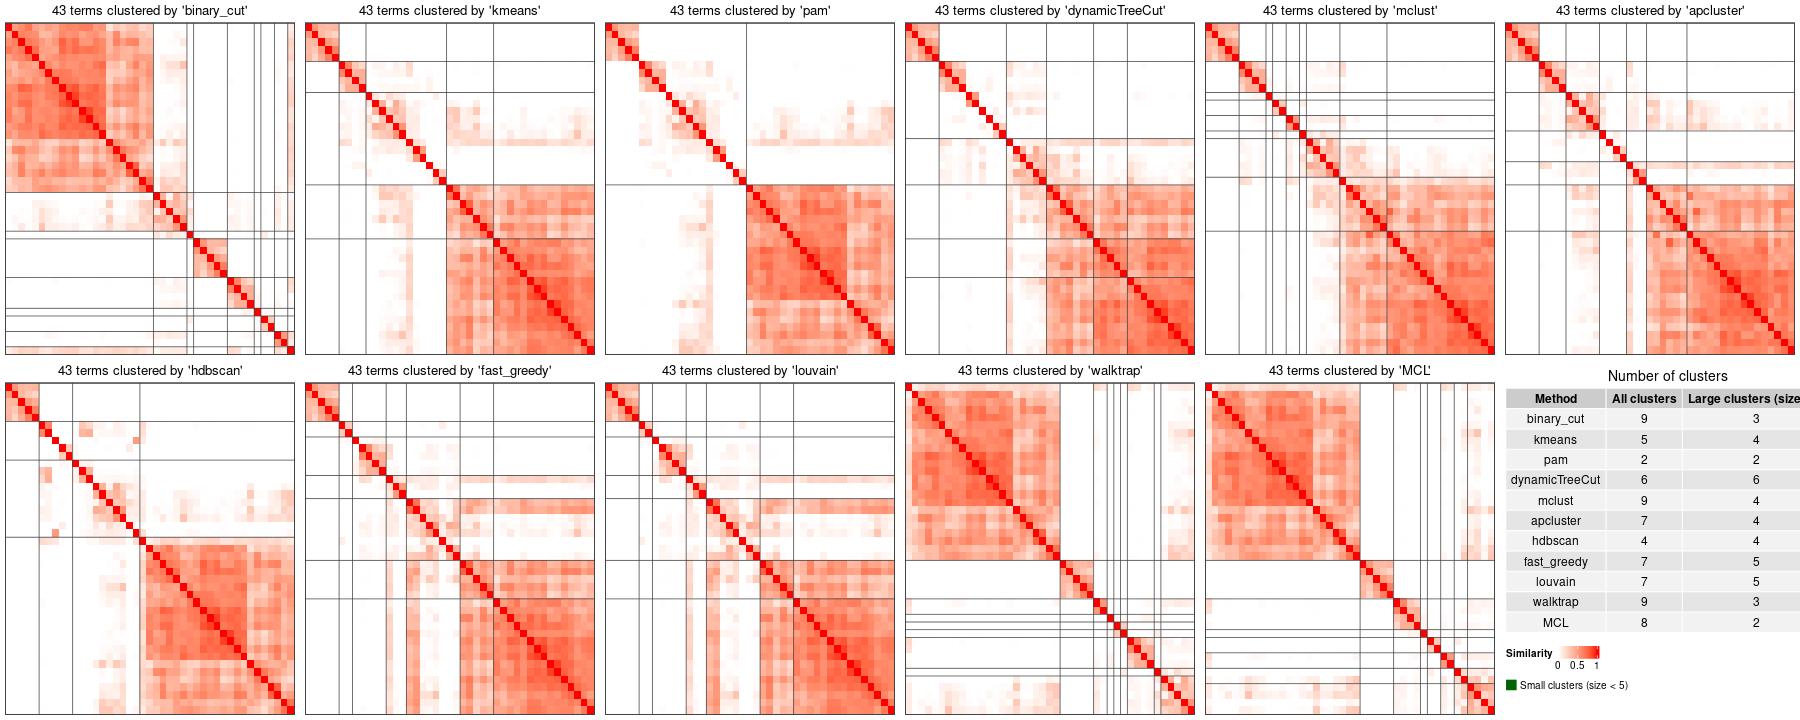 43 terms clustered by 'binary_cut'
43 terms clustered by 'kmeans'
43 terms clustered by 'pam'
43 terms clustered by 'dynamicTreeCut'
43 terms clustered by 'mclust'
43 terms clustered by 'apcluster'
43 terms clustered by 'hdbscan'
43 terms clustered by 'fast_greedy'
43 terms clustered by 'louvain'
43 terms clustered by 'walktrap'
43 terms clustered by 'MCL'
Number of clusters
Method All clusters Large clusters (size
binary_cut 9 3
kmeans 5 4
pam 2 2
dynamicTreeCut 6 6
mclust 9 4
apcluster 7 4
hdbscan 4 4
fast_greedy 7 5
louvain 7 5
walktrap 9 3
MCL 8 2
Similarity
0 0.5 1
Small clusters (size < 5)